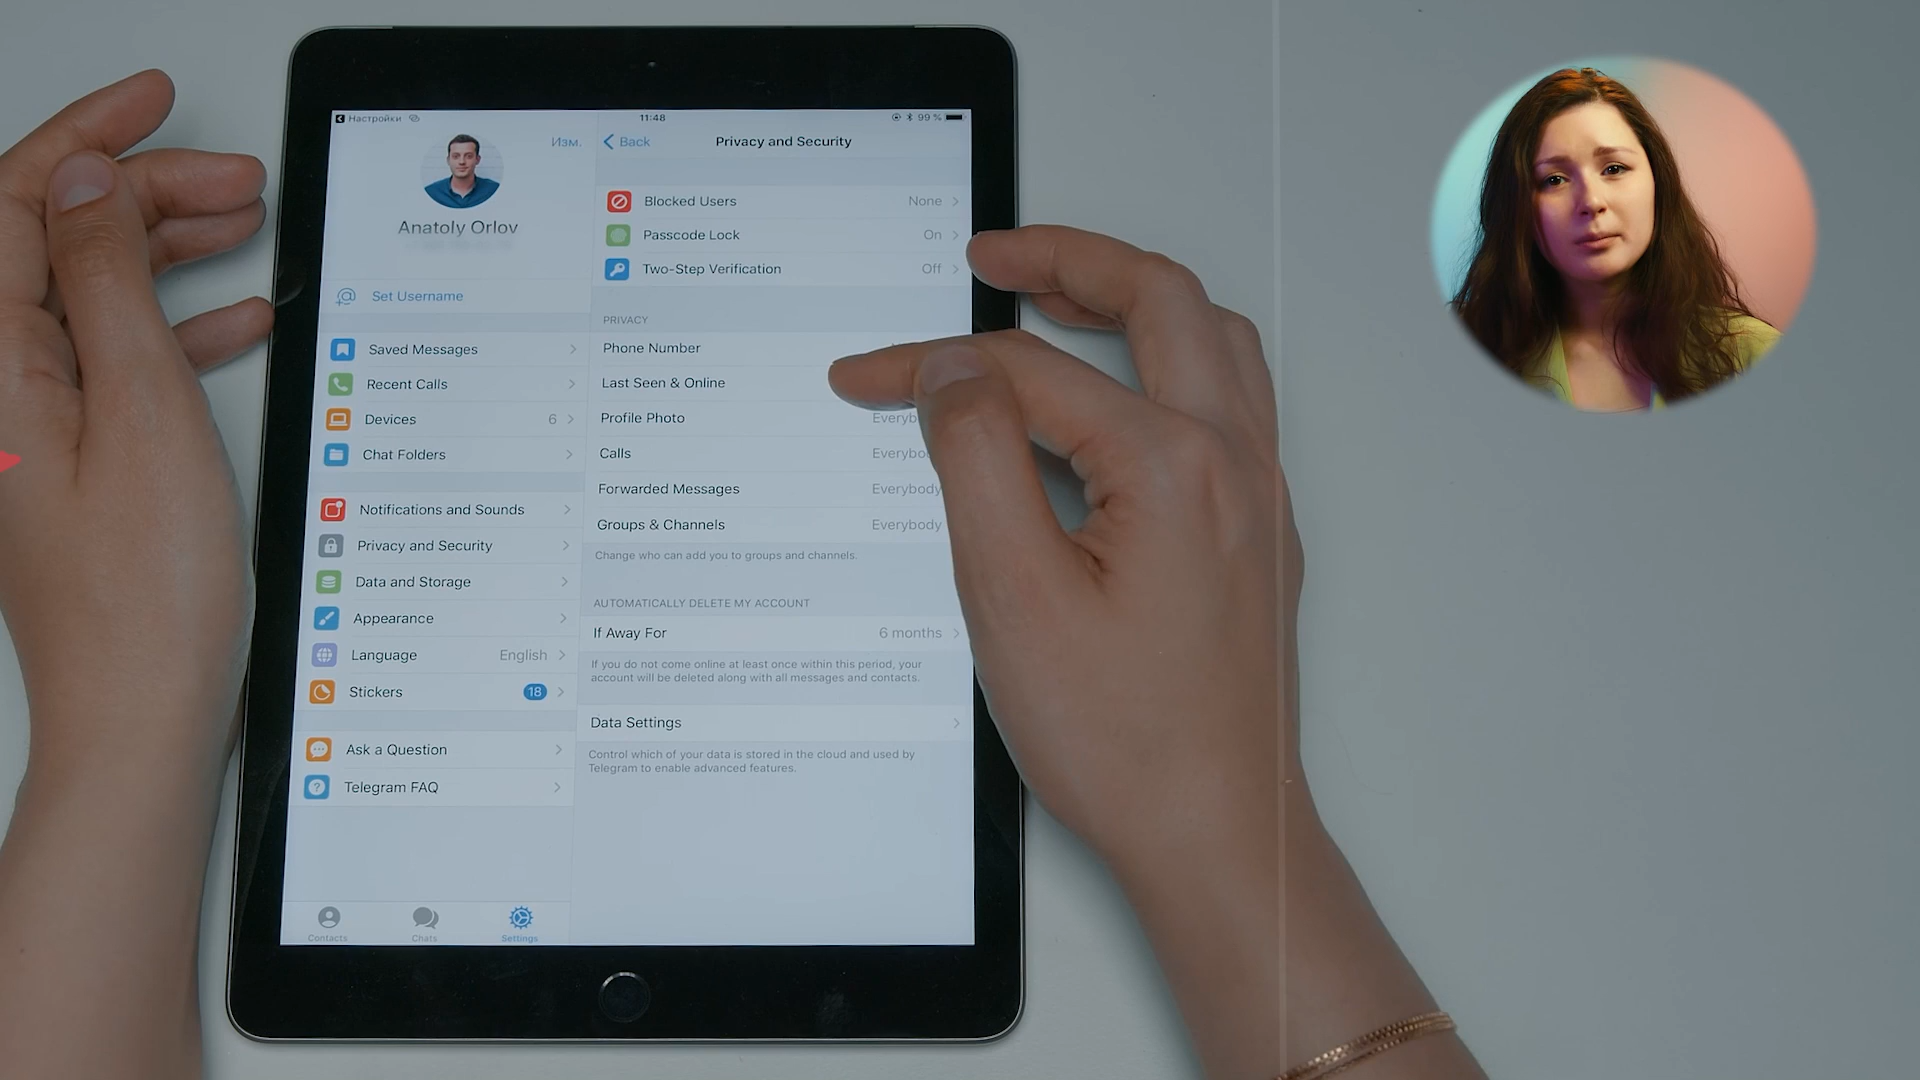 Настройки
11:48
99 %
Изм.
Back
Privacy and Security
Anatoly Orlov
Set Username
Saved Messages
Recent Calls
Devices 6
Chat Folders
Notifications and Sounds
Privacy and Security
Data and Storage
Appearance
Language English
Stickers 18
Ask a Question
Telegram FAQ
Contacts
Chats
Settings
Blocked Users None
Passcode Lock On
Two-Step Verification Off
PRIVACY
Phone Number
Last Seen & Online
Profile Photo Everyb
Calls Everybo
Forwarded Messages Everybody
Groups & Channels Everybody
Change who can add you to groups and channels.
AUTOMATICALLY DELETE MY ACCOUNT
If Away For 6 months
If you do not come online at least once within this period, your
account will be deleted along with all messages and contacts.
Data Settings
Control which of your data is stored in the cloud and used by
Telegram to enable advanced features.